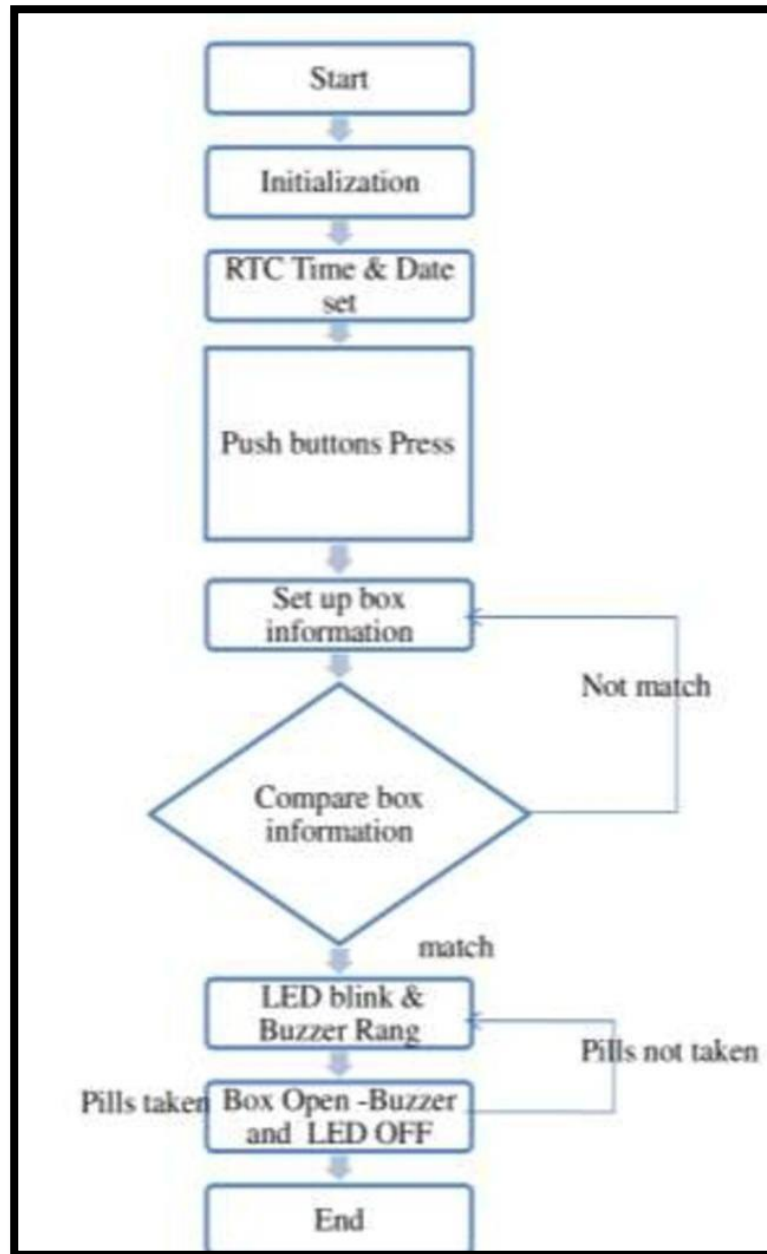 Start
Initialization
RTC Time & Date
set
Push buttons Press
Set up box
information
Not match
Compare box
information
match
LED blink &
Buzzer Rang
Pills not taken
Pills taken
Box Open -Buzzer
and LED OFF
End